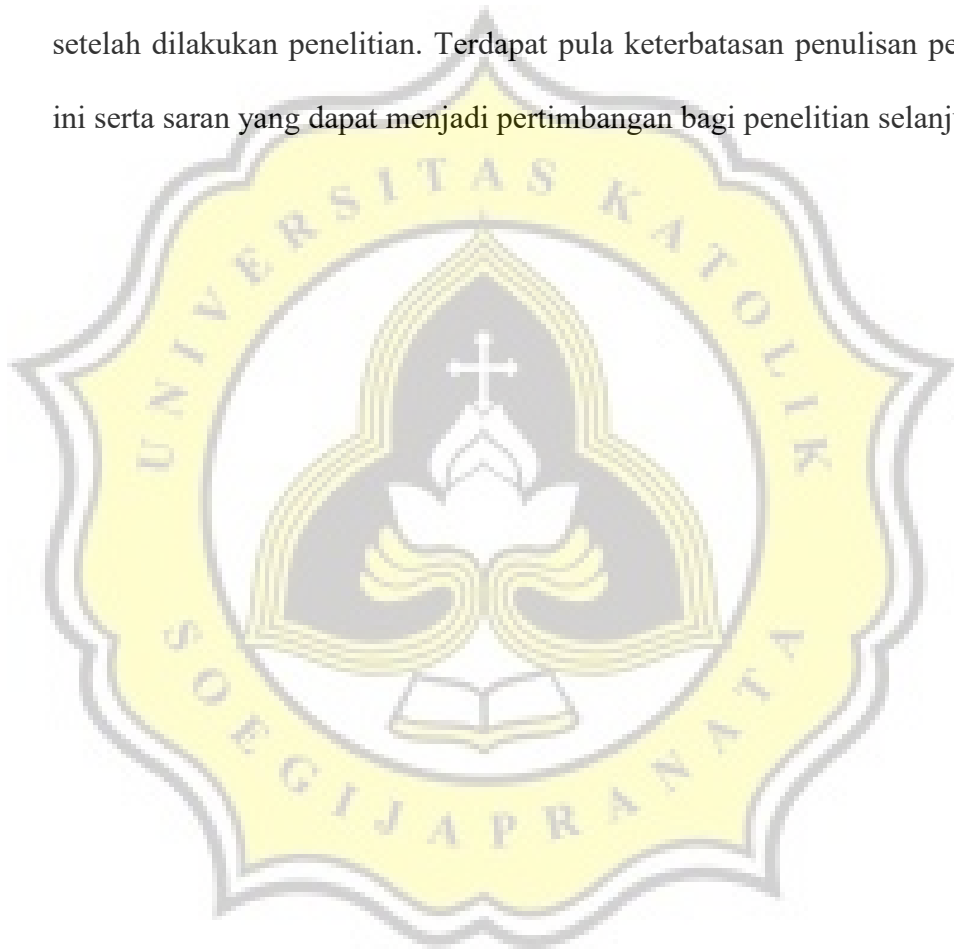 setelah dilakukan penelitian. Terdapat pula keterbatasan penulisan pe
ini serta saran yang dapat menjadi pertimbangan bagi penelitian selanj
UNIVERSITAS KATOLIK
SOEGIJAPRANATA